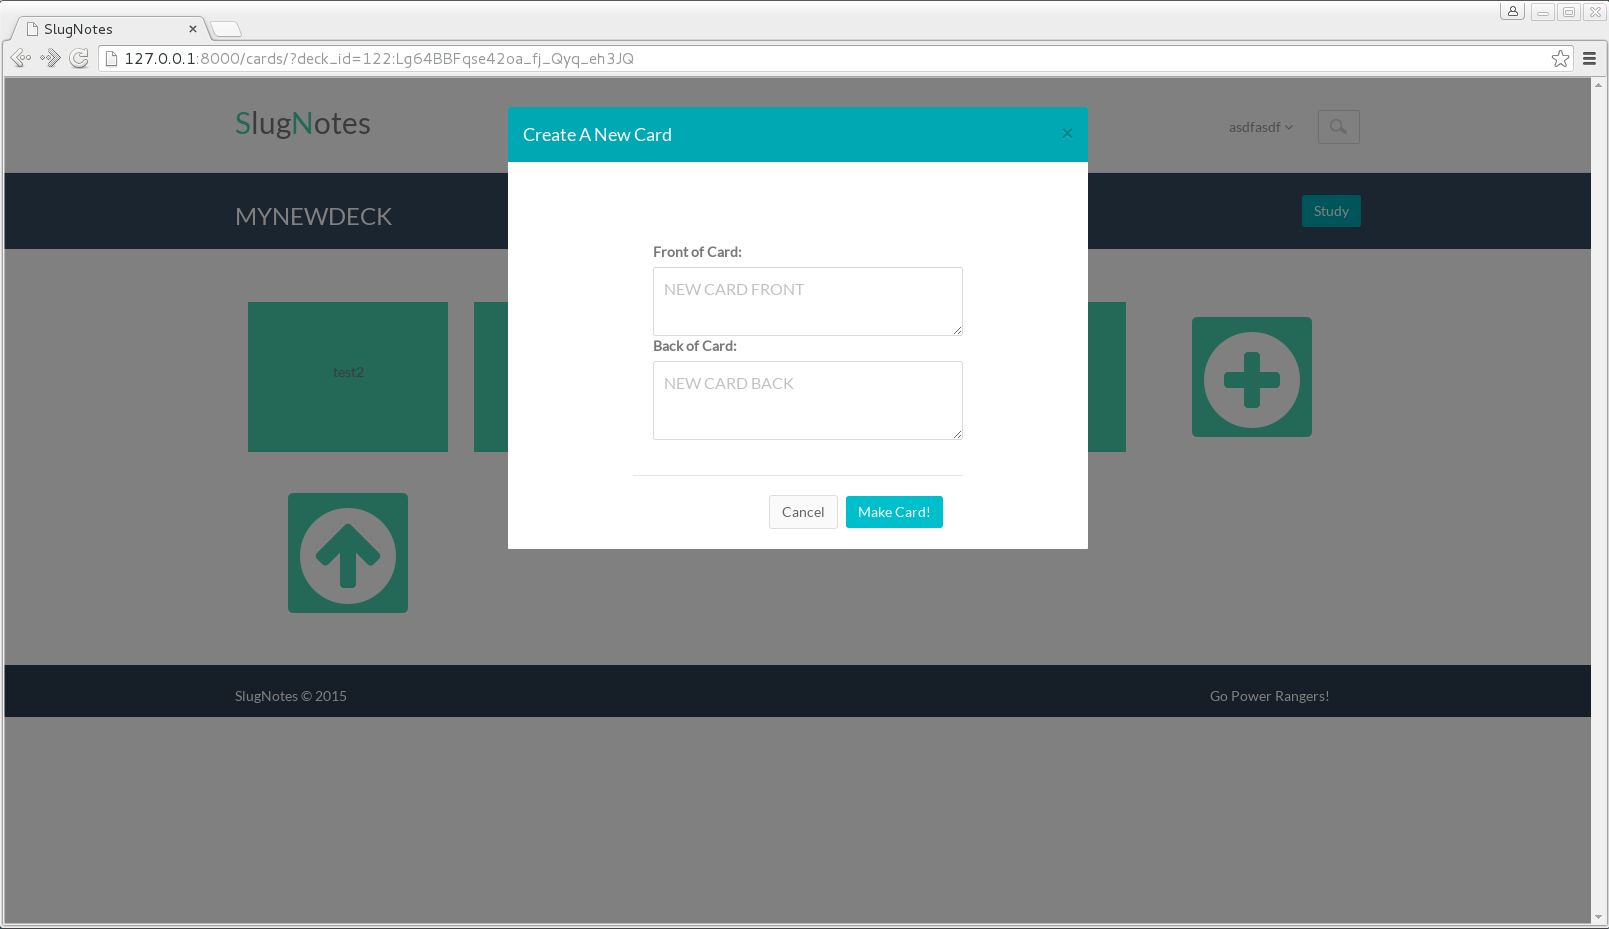 SlugNotes
127.0.0.1:8000/cards/?deck_id=122:Lg64BBFqse42oa_fj_Qyq_eh3JQ
SlugNotes
asdfasdf
Create A New Card
×
MYNEWDECK
Study
Front of Card:
NEW CARD FRONT
Back of Card:
NEW CARD BACK
test2
Cancel
Make Card!
SlugNotes © 2015
Go Power Rangers!